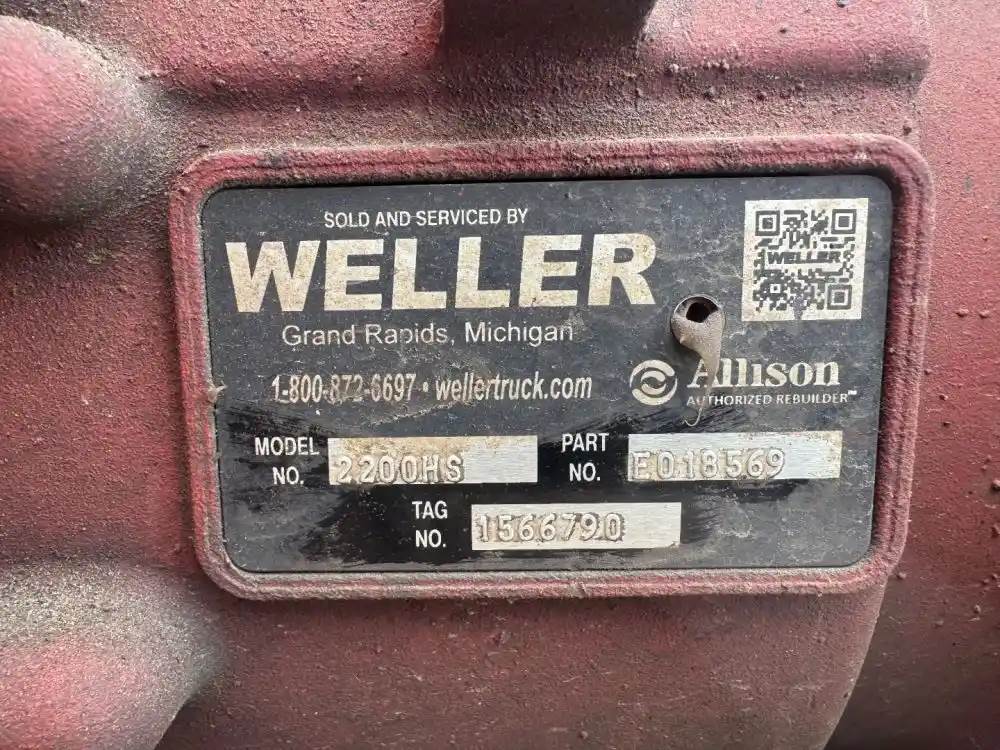 SOLD AND SERVICED BY
WELLER
WELLER
Grand Rapids, Michigan
1-800-872-6697 • wellertruck.com
Allison
AUTHORIZED REBUILDER™
MODEL NO. 2200HS
PART NO. E018569
TAG NO. 1566790